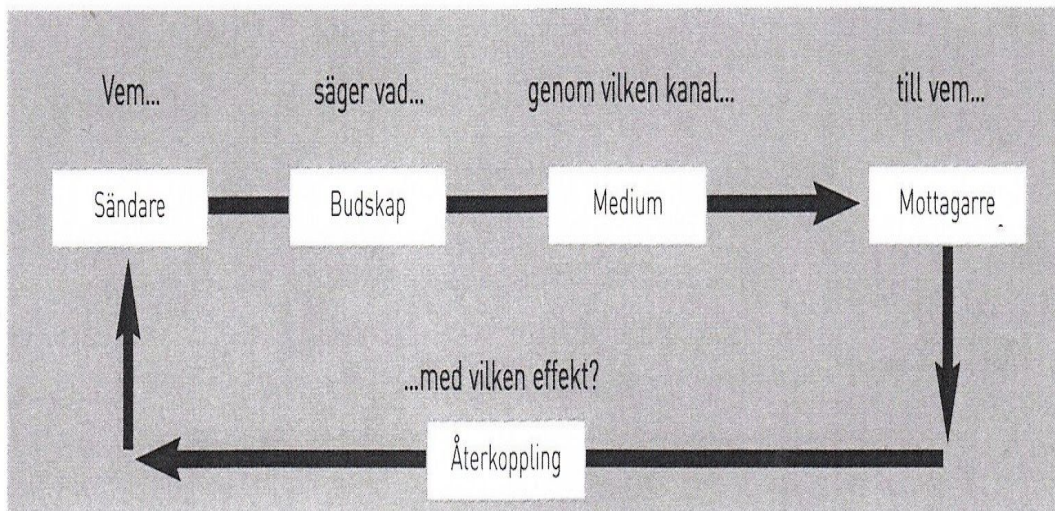 Vem...
säger vad...
genom vilken kanal...
till vem...
Sändare
Budskap
Medium
Mottagarre
...med vilken effekt?
Återkoppling